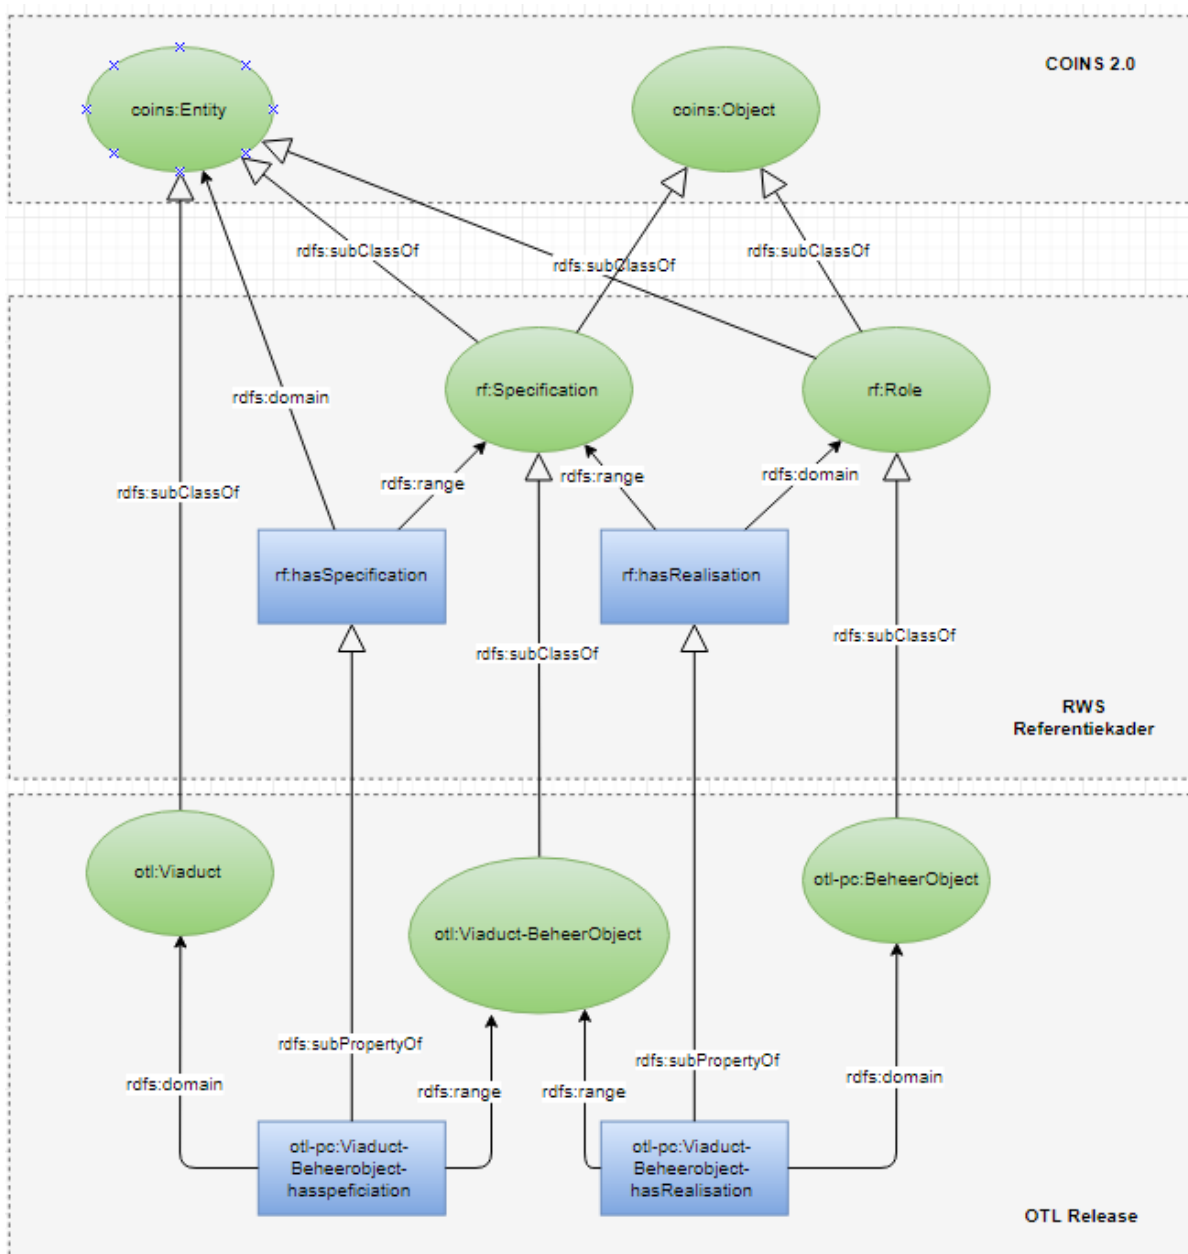 COINS 2.0
coins:Entity
coins:Object
rdfs:subClassOf
rdfs:subClassOf
rdfs:subClassOf
rf:Specification
rf:Role
rdfs:domain
rdfs:range
rdfs:range
rdfs:domain
rdfs:subClassOf
rf:hasSpecification
rf:hasRealisation
rdfs:subClassOf
rdfs:subClassOf
RWS
Referentiekader
otl:Viaduct
otl-pc:BeheerObject
otl:Viaduct-BeheerObject
rdfs:subPropertyOf
rdfs:subPropertyOf
rdfs:domain
rdfs:range
rdfs:range
rdfs:domain
otl-pc:Viaduct-
Beheerobject-
hasspeficiation
otl-pc:Viaduct-
Beheerobject-
hasRealisation
OTL Release